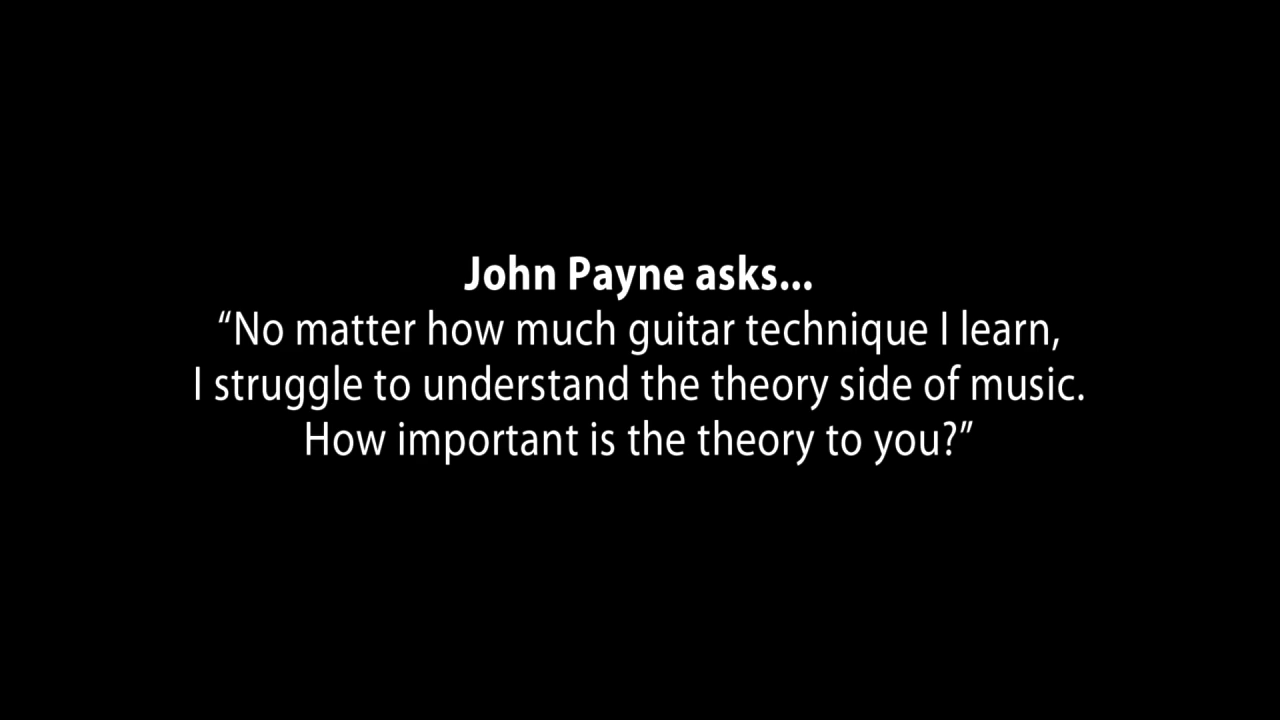 John Payne asks...
“No matter how much guitar technique I learn,
I struggle to understand the theory side of music.
How important is the theory to you?”